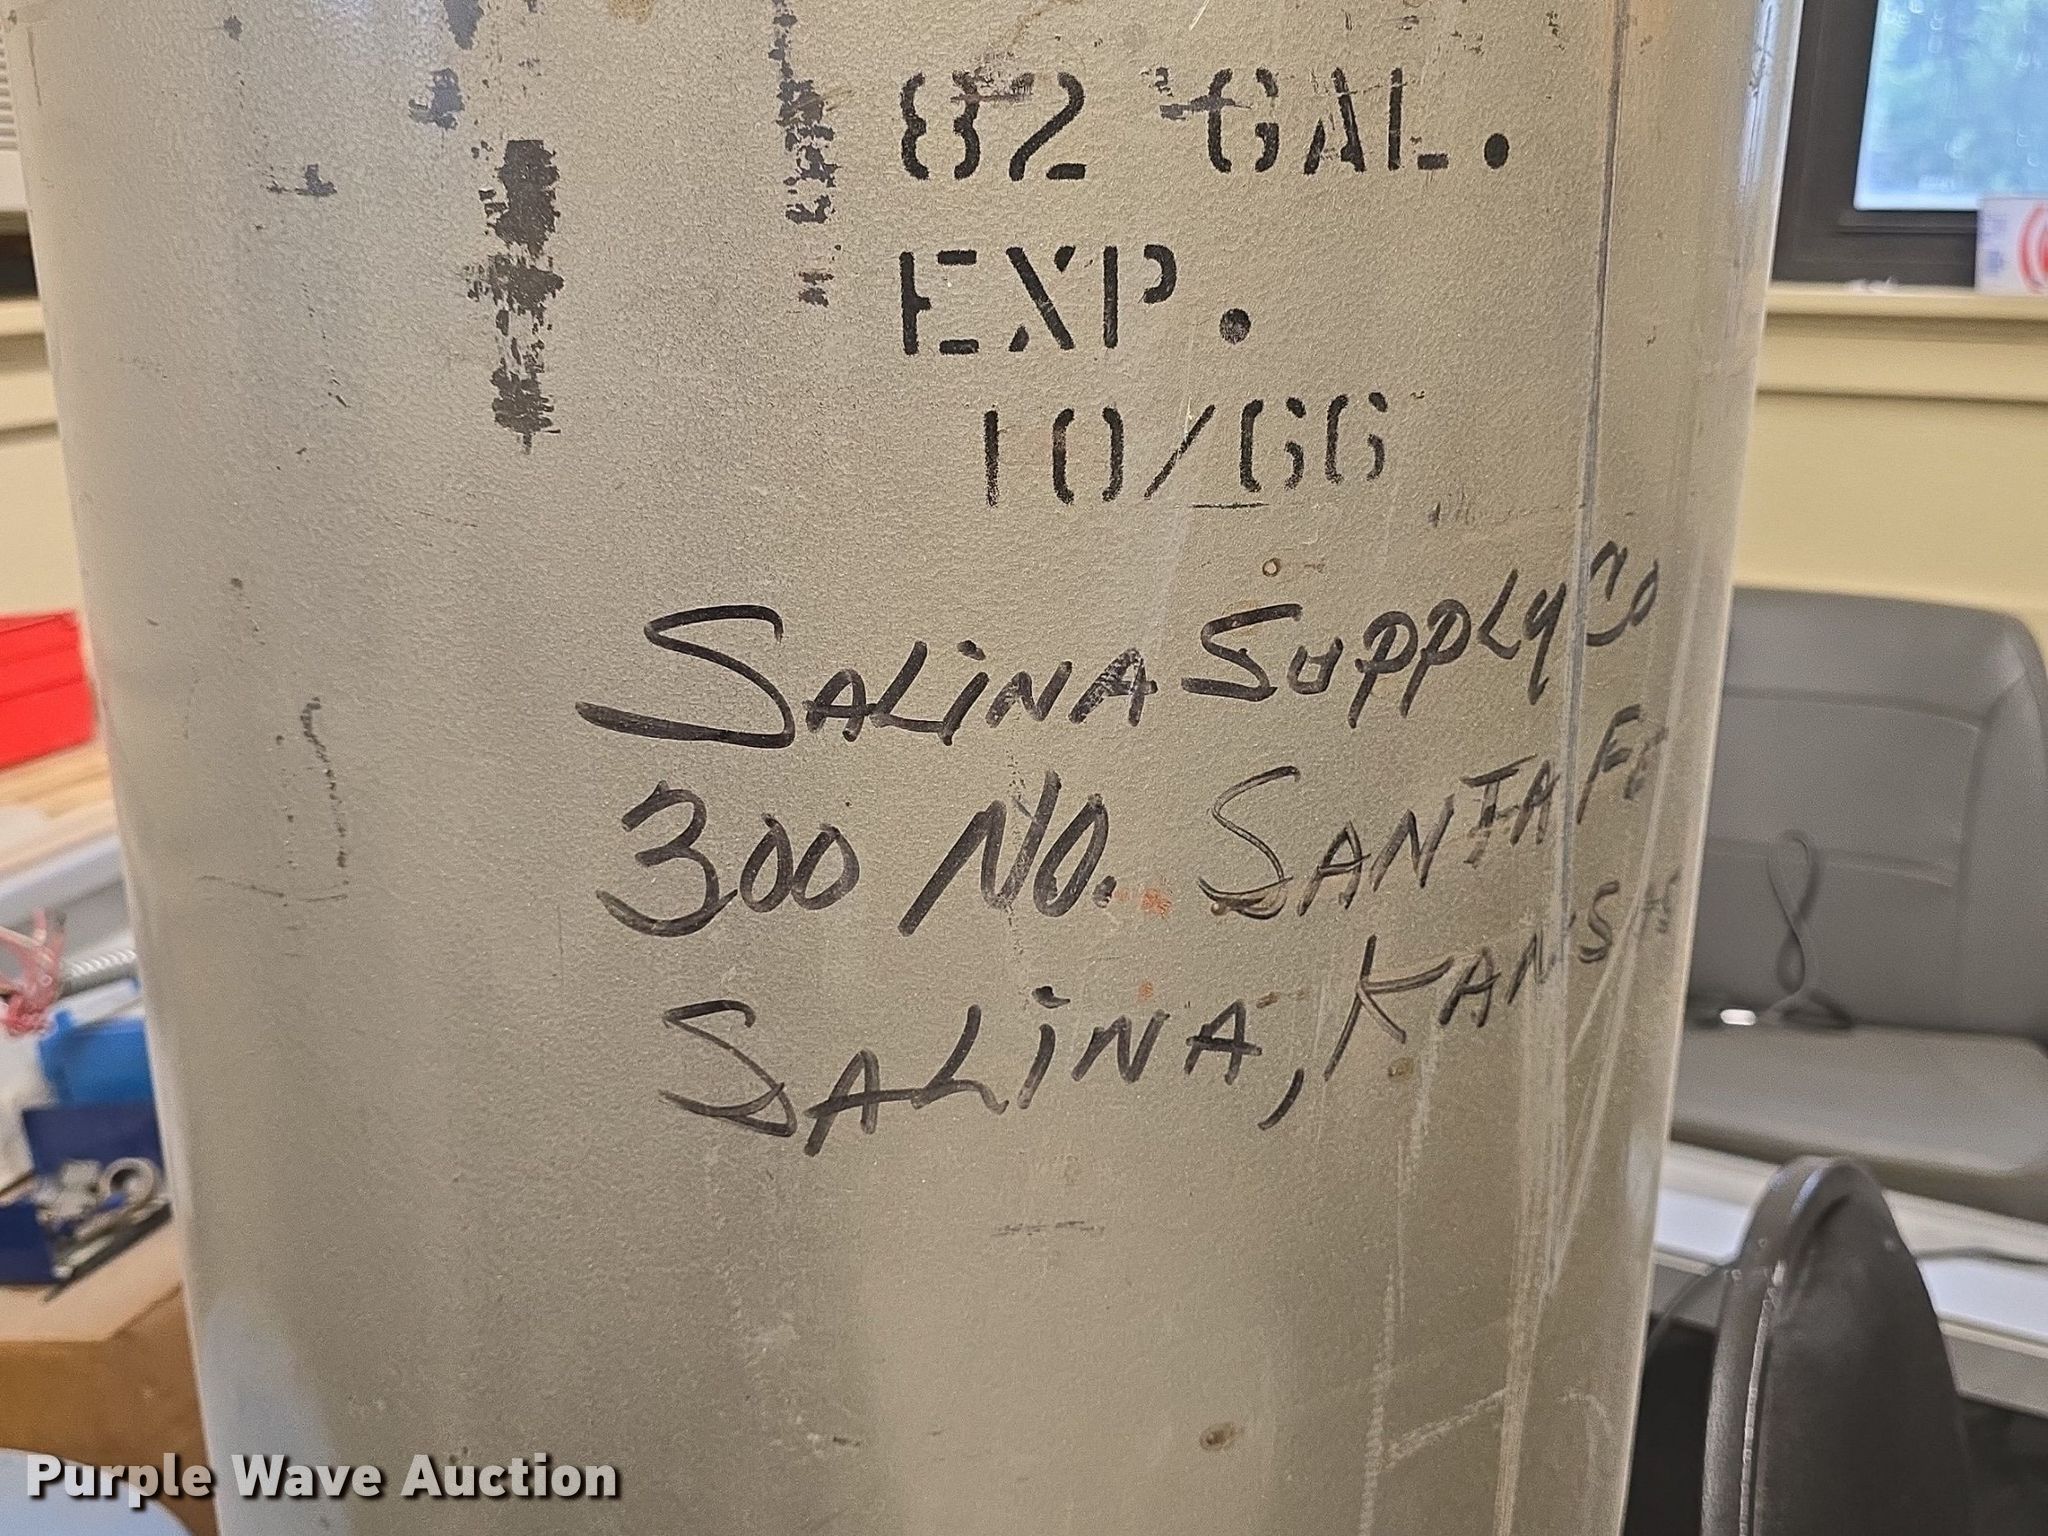 82 GAL.
EXP.
10/66
SALINA SUPPLY CO
300 NO. SANTA FE
SALINA, KANSAS
Purple Wave Auction